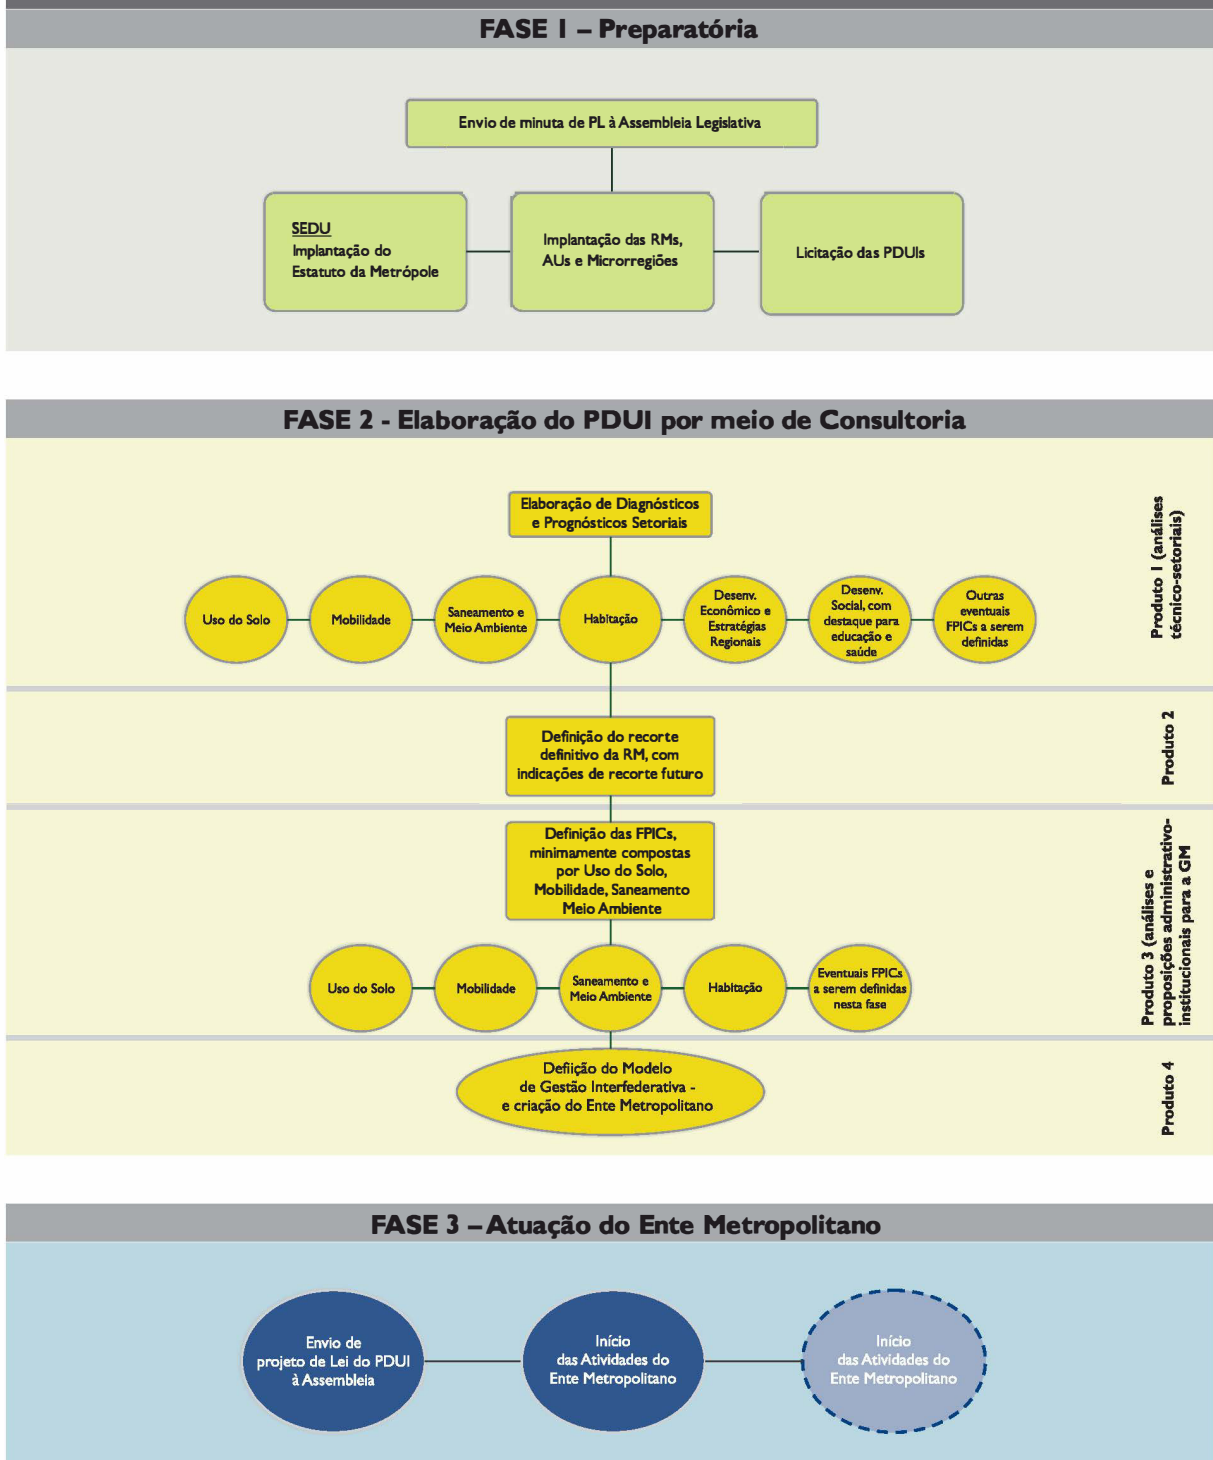 FASE I – Preparatória
Envio de minuta de PL à Assembleia Legislativa
SEDU
Implantação do
Estatuto da Metrópole
Implantação das RMs,
AUs e Microrregiões
Licitação das PDUIs
FASE 2 - Elaboração do PDUI por meio de Consultoria
Elaboração de Diagnósticos
e Prognósticos Setoriais
Uso do Solo
Mobilidade
Saneamento e
Meio Ambiente
Habitação
Desenv.
Econômico e
Estratégias
Regionais
Desenv.
Social, com
destaque para
educação e
saúde
Outras
eventuais
FPICs a serem
definidas
Produto I (análises
técnico-setoriais)
Definição do recorte
definitivo da RM, com
indicações de recorte futuro
Produto 2
Definição das FPICs,
minimamente compostas
por Uso do Solo,
Mobilidade, Saneamento
Meio Ambiente
Uso do Solo
Mobilidade
Saneamento e
Meio Ambiente
Habitação
Eventuais FPICs
a serem definidas
nesta fase
Produto 3 (análises e
proposições administrativo-
institucionais para a GM
Defiição do Modelo
de Gestão Interfederativa -
e criação do Ente Metropolitano
Produto 4
FASE 3 – Atuação do Ente Metropolitano
Envio de
projeto de Lei do PDUI
à Assembleia
Início
das Atividades do
Ente Metropolitano
Início
das Atividades do
Ente Metropolitano